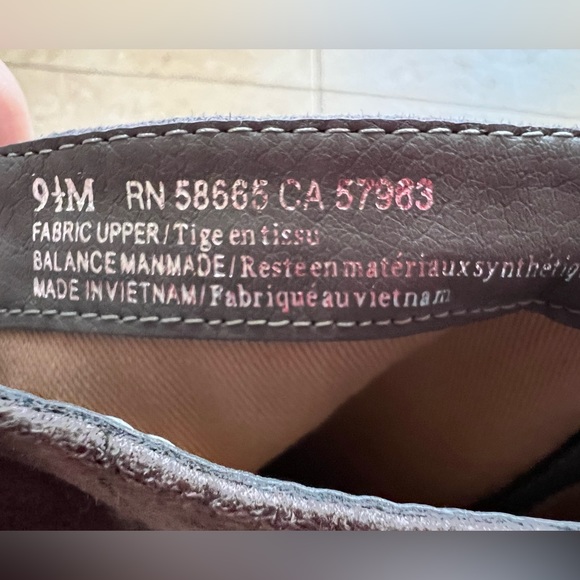 9½M RN 58665 CA 57963
FABRIC UPPER/Tige en tissu
BALANCE MANMADE/Reste en matériaux synthétiq
MADE IN VIETNAM/Fabriqué au vietnam